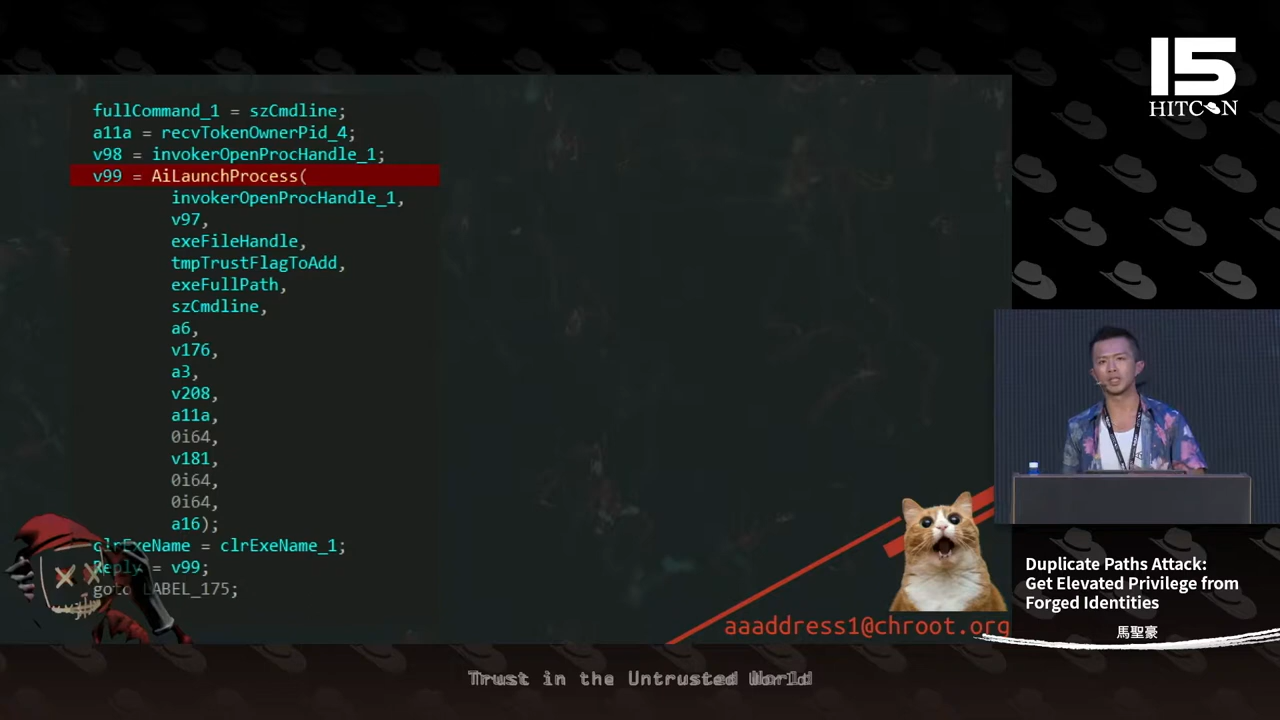 fullCommand_1 = szCmdline;
a11a = recvTokenOwnerPid_4;
v98 = invokerOpenProcHandle_1;
v99 = AiLaunchProcess(
invokerOpenProcHandle_1,
v97,
exeFileHandle,
tmpTrustFlagToAdd,
exeFullPath,
szCmdline,
a6,
v176,
a3,
v208,
a11a,
0i64,
v181,
0i64,
0i64,
a16);
clrExeName = clrExeName_1;
Reply = v99;
goto LABEL_175;
aaaddress1@chroot.org
15
HITCON
Duplicate Paths Attack:
Get Elevated Privilege from
Forged Identities
馬聖豪
Trust in the Untrusted World